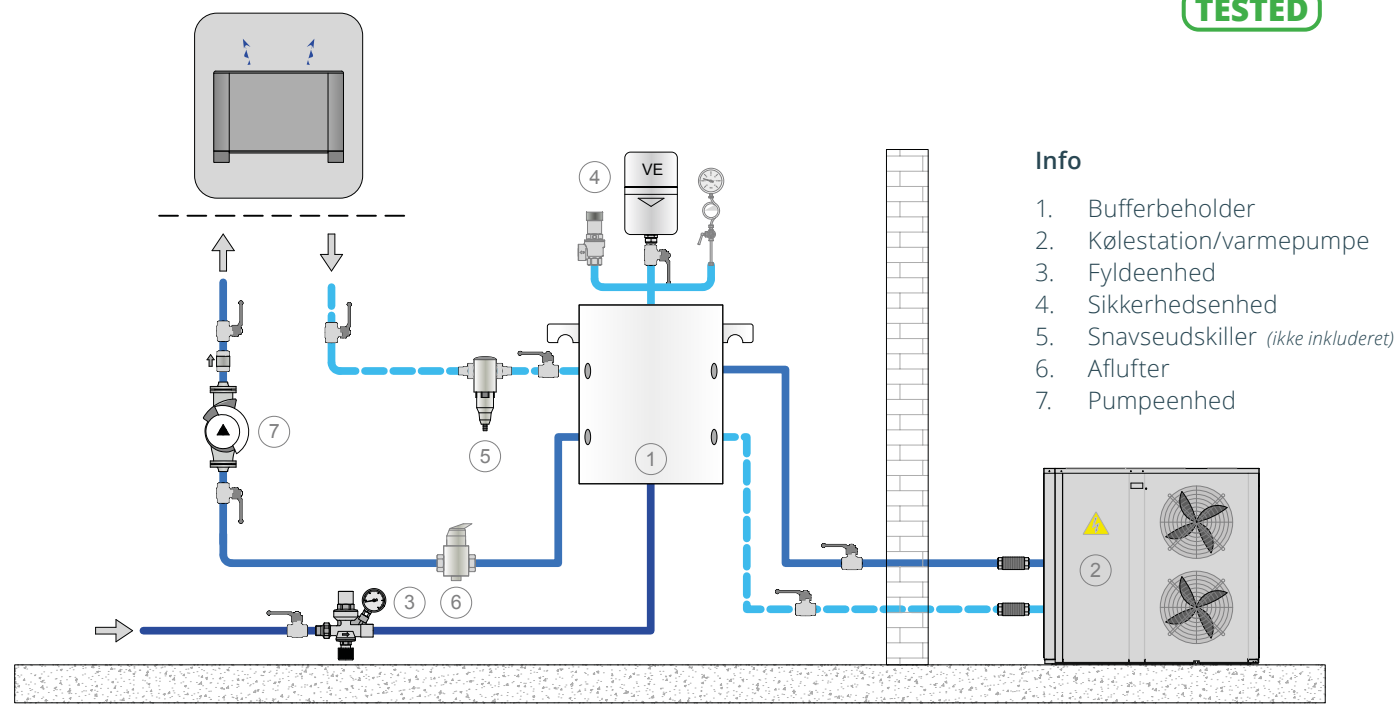 TESTED
VE
4
Info
1. Bufferbeholder
2. Kølestation/varmepumpe
3. Fyldeenhed
4. Sikkerhedsenhed
5. Snavseudskiller (ikke inkluderet)
6. Aflufter
7. Pumpeenhed
7
5
1
2
3
6